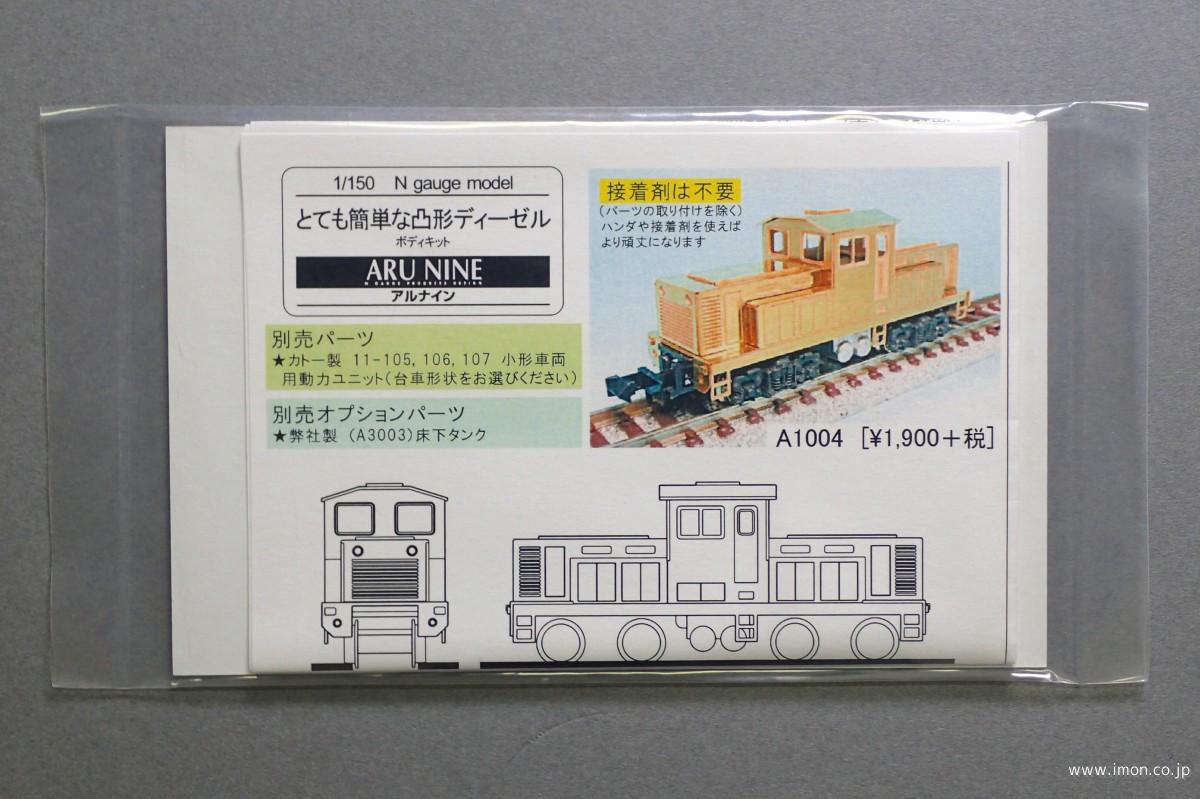 1/150 N gauge model
とても簡単な凸形ディーゼル
ボディキット
ARU NINE
N GAUGE PRODUCTS DESIGN
アルナイン
別売パーツ
★カトー製 11-105, 106, 107 小形車両
用動力ユニット(台車形状をお選びください)
別売オプションパーツ
★弊社製 (A3003)床下タンク
接着剤は不要
(パーツの取り付けを除く)
ハンダや接着剤を使えば
より頑丈になります
A1004 [¥1,900+税]
www.imon.co.jp